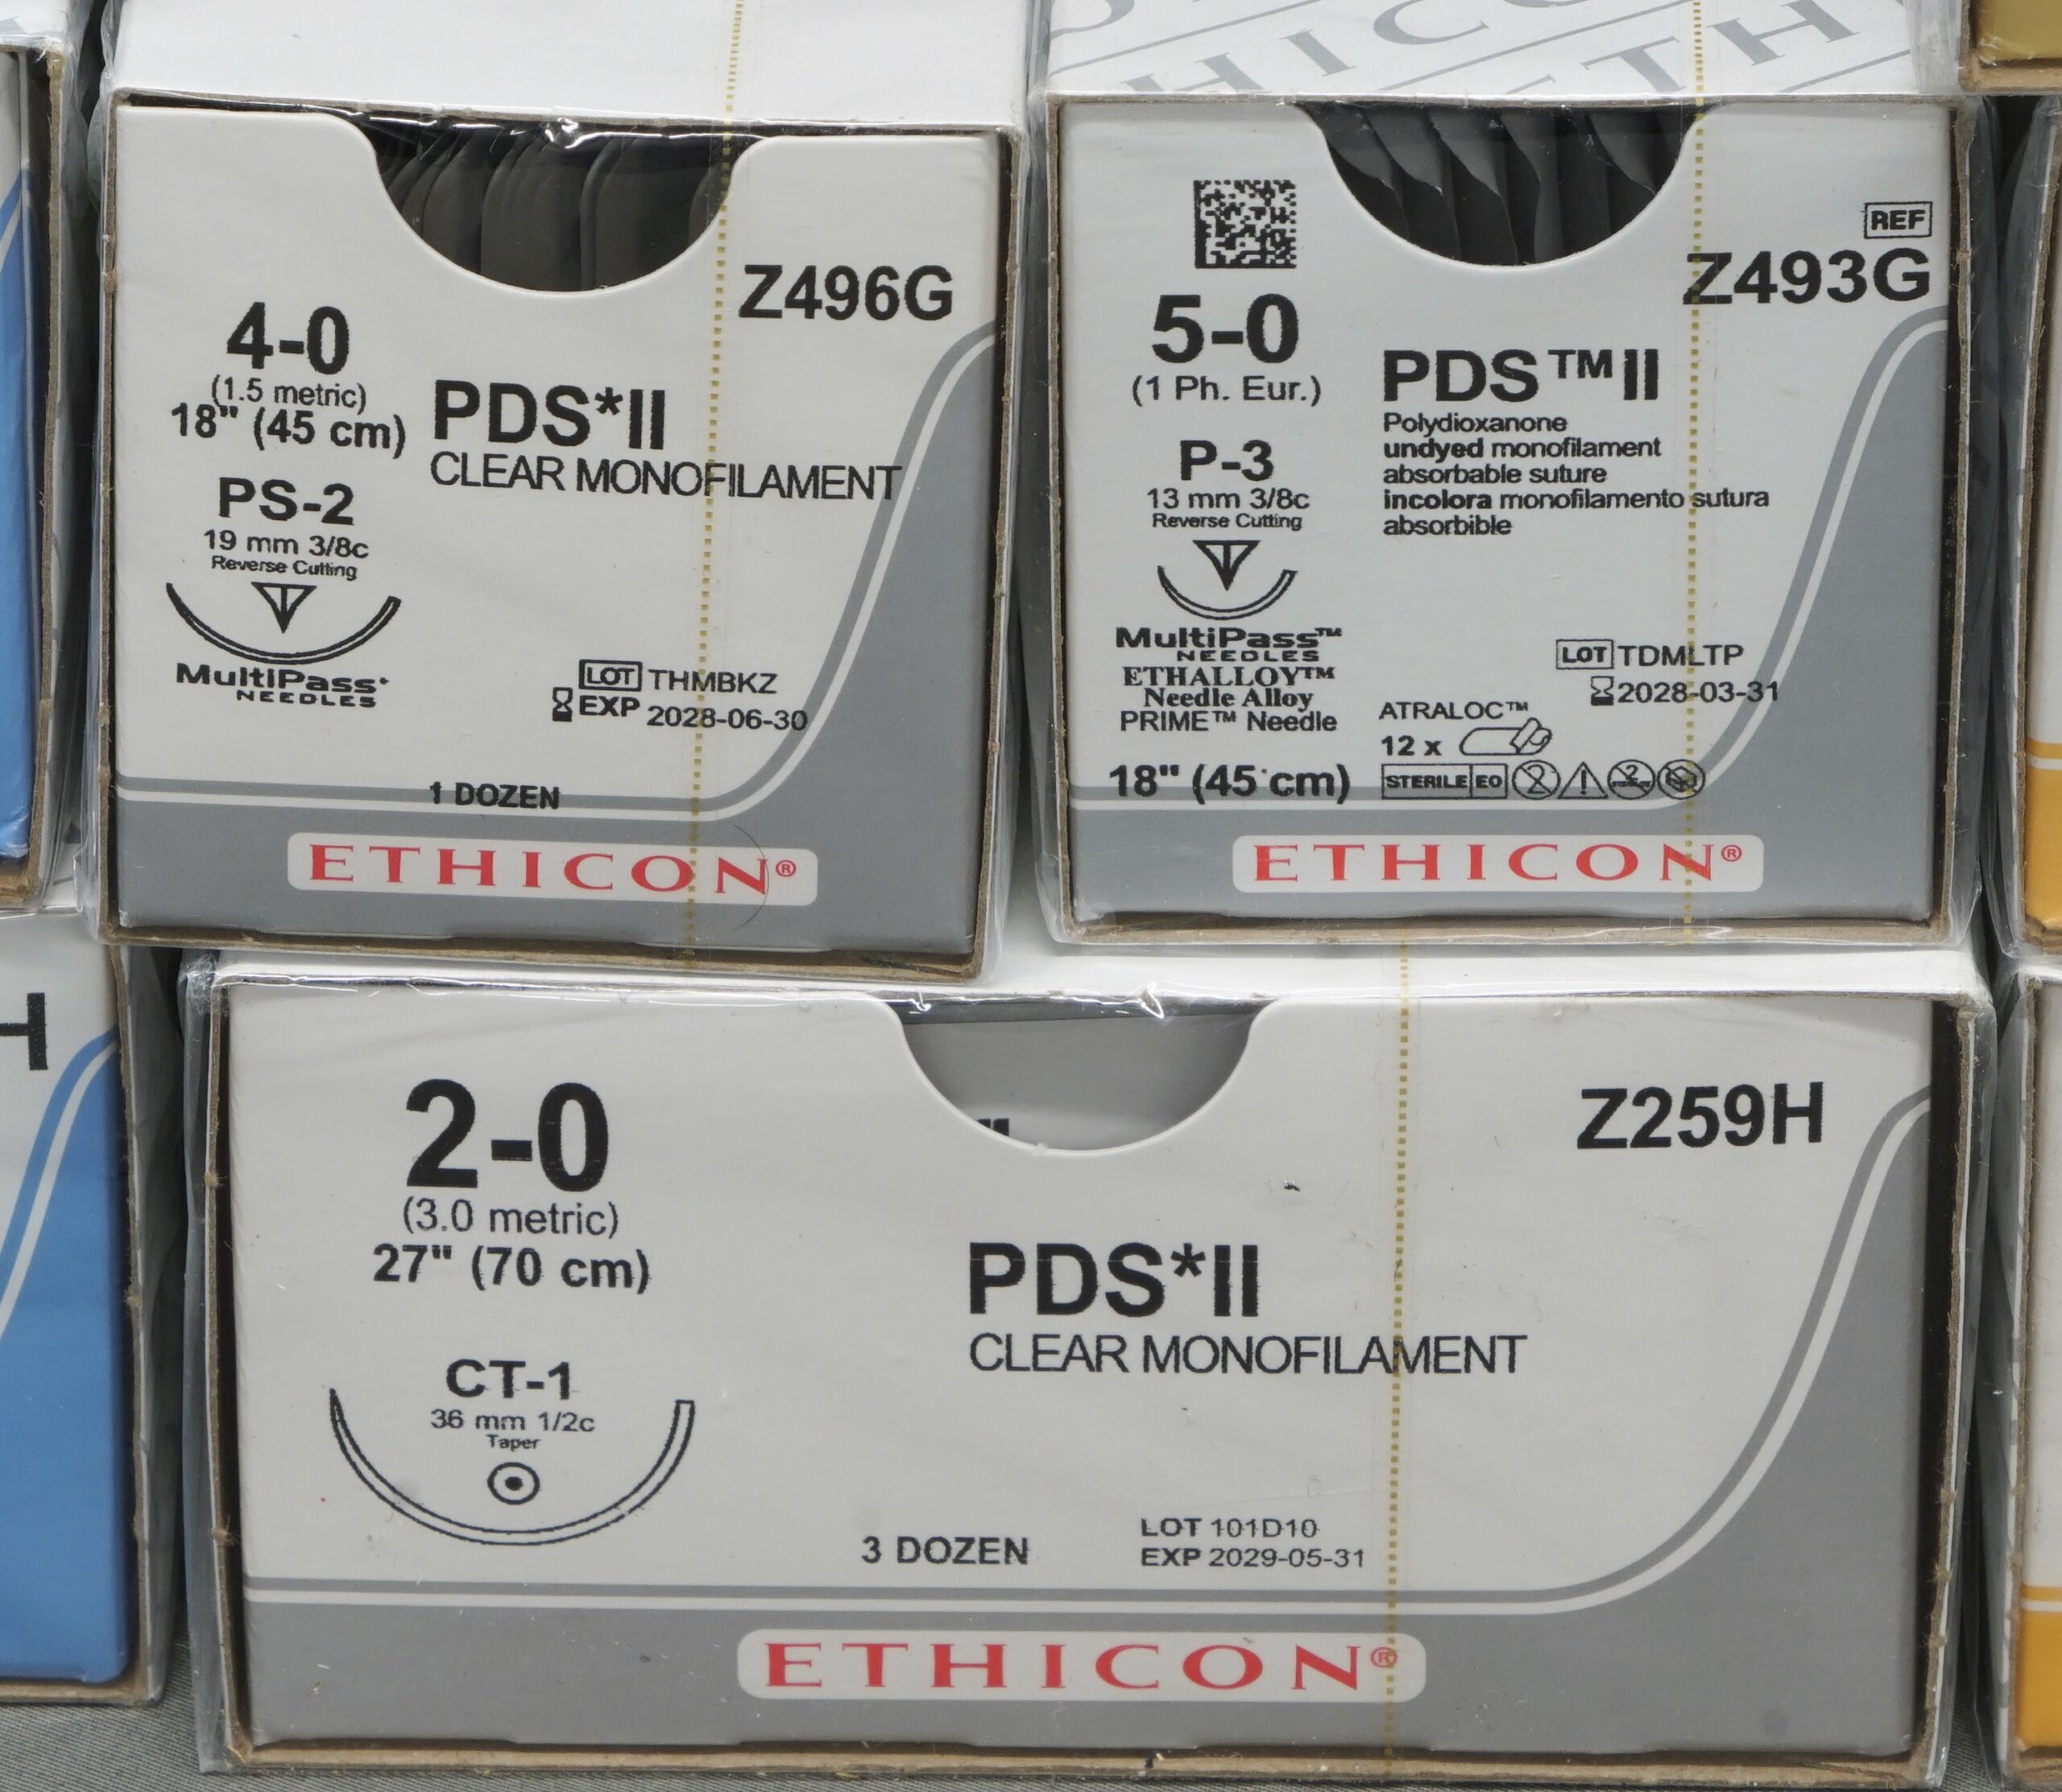 HICO
ETHI
Z496G
4-0
(1.5 metric)
18" (45 cm)
PDS*II
CLEAR MONOFILAMENT
PS-2
19 mm 3/8c
Reverse Cutting
MultiPass*
NEEDLES
LOT THMBKZ
EXP 2028-06-30
1 DOZEN
ETHICON®
REF
Z493G
5-0
(1 Ph. Eur.)
PDS™II
Polydioxanone
undyed monofilament
absorbable suture
incolora monofilamento sutura
absorbible
P-3
13 mm 3/8c
Reverse Cutting
MultiPass™
NEEDLES
ETHALLOY™
Needle Alloy
PRIME™ Needle
18" (45 cm)
LOT TDMLTP
2028-03-31
ATRALOC™
12 x
STERILE EO
ETHICON®
H
2-0
(3.0 metric)
27" (70 cm)
Z259H
PDS*II
CLEAR MONOFILAMENT
CT-1
36 mm 1/2c
Taper
3 DOZEN
LOT 101D10
EXP 2029-05-31
ETHICON®